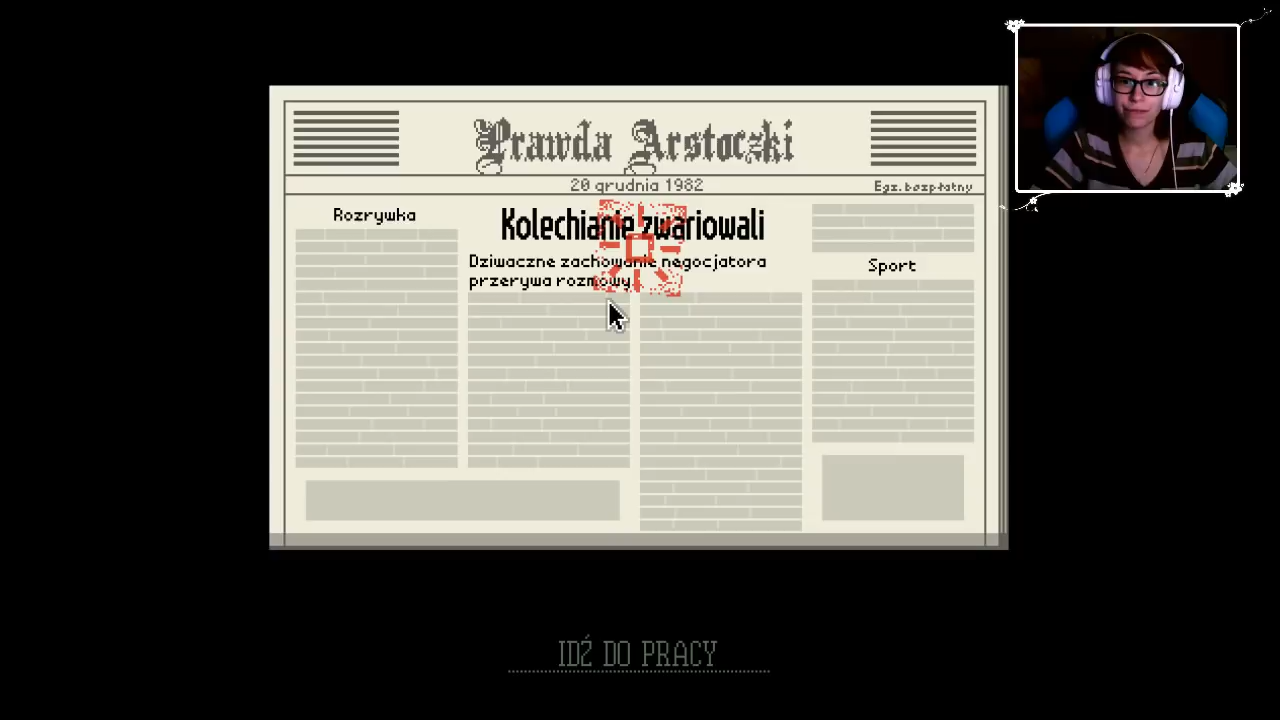 Prawda Arstoczki
20 grudnia 1982
Egz. bezpłatny
Rozrywka
Kolechianie zwariowali
Dziwaczne zachowanie negocjatora
przerywa rozmowy
Sport
IDŹ DO PRACY